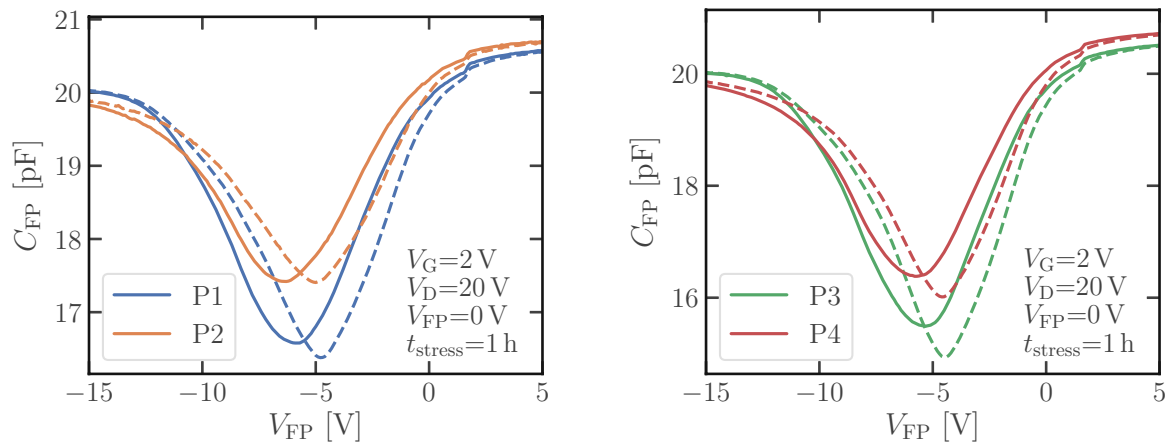 21
20
19
18
17
C_FP [pF]
P1
P2
V_G=2 V
V_D=20 V
V_FP=0 V
t_stress=1 h
−15
−10
−5
0
5
V_FP [V]
20
18
16
C_FP [pF]
P3
P4
V_G=2 V
V_D=20 V
V_FP=0 V
t_stress=1 h
−15
−10
−5
0
5
V_FP [V]